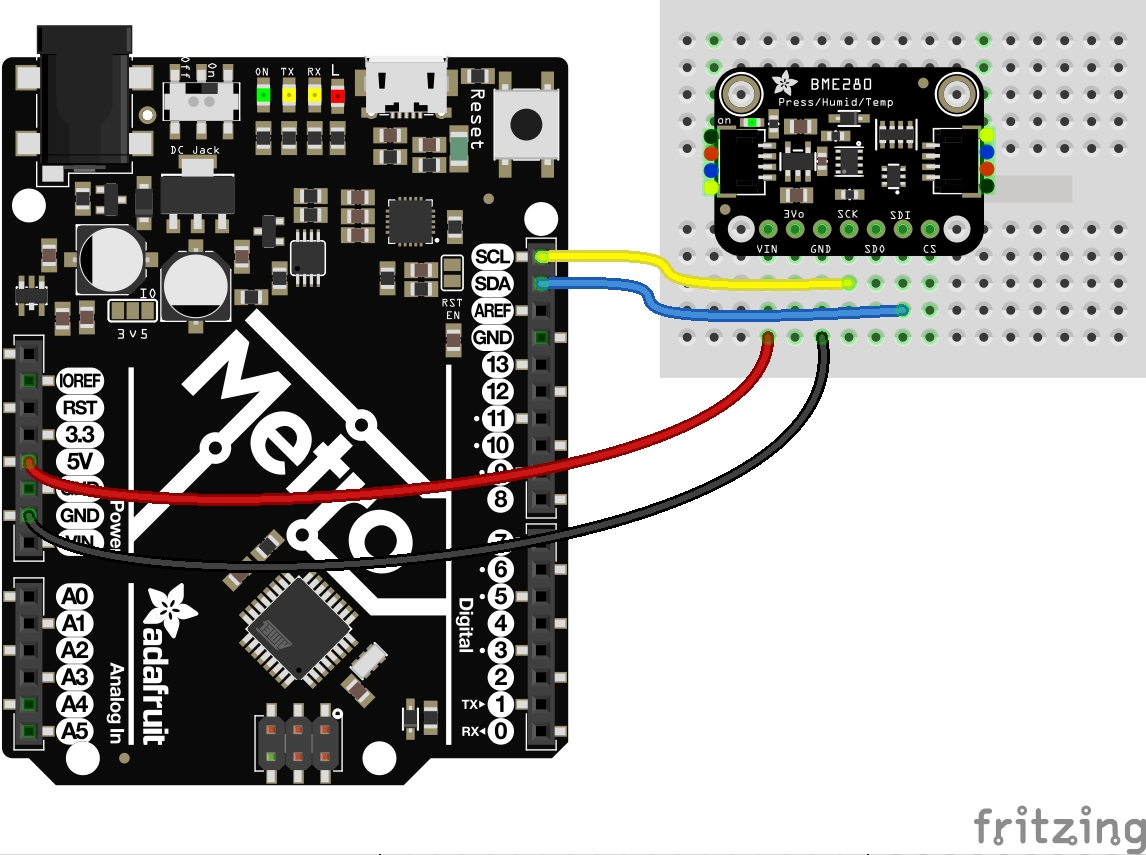 Off
On
ON TX RX L
Reset
DC Jack
IO
3V5
RST
EN
SCL
SDA
AREF
GND
13
12
11
10
8
6
5
4
3
2
TX▸ 1
RX◂ 0
Digital
IOREF
RST
3.3
5V
GND
VIN
Power
A0
A1
A2
A3
A4
A5
Analog In
Metro
adafruit
Atmel
BME280
Press/Humid/Temp
on
3Vo SCK SDI
VIN GND SDO CS
fritzing